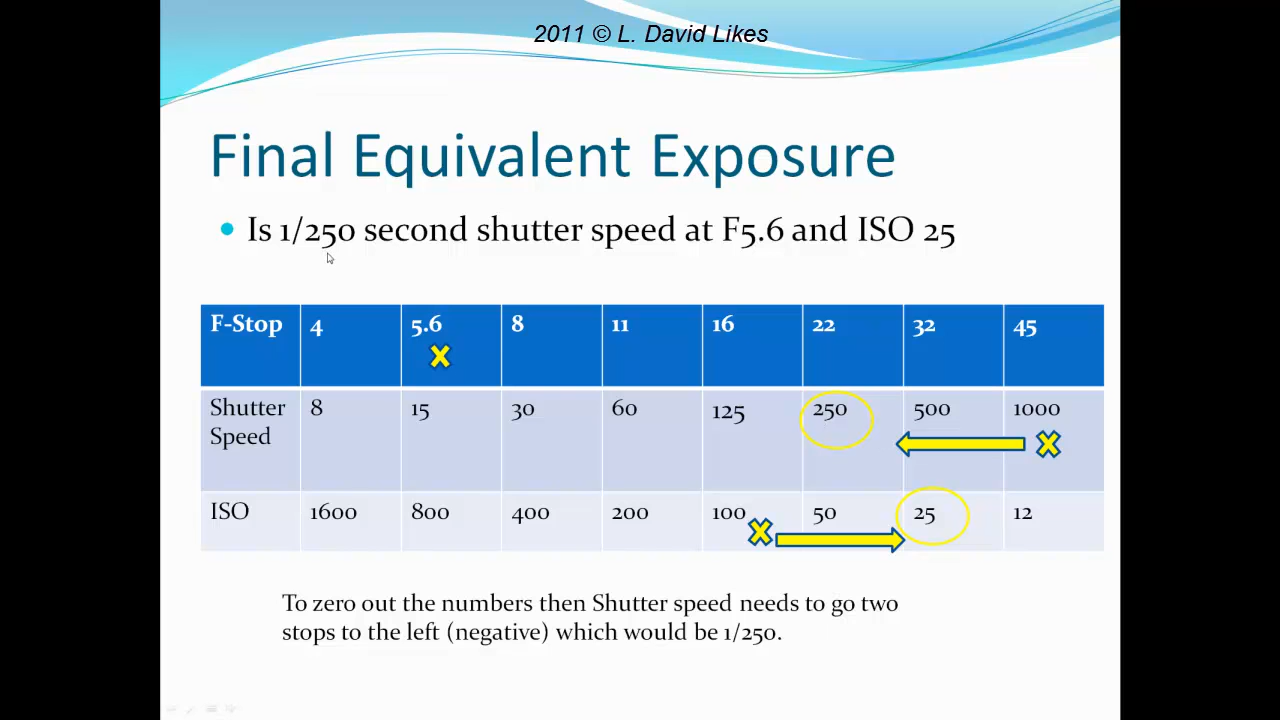 2011 © L. David Likes
Final Equivalent Exposure
Is 1/250 second shutter speed at F5.6 and ISO 25
F-Stop 4 5.6 8 11 16 22 32 45
Shutter Speed 8 15 30 60 125 250 500 1000
ISO 1600 800 400 200 100 50 25 12
To zero out the numbers then Shutter speed needs to go two
stops to the left (negative) which would be 1/250.